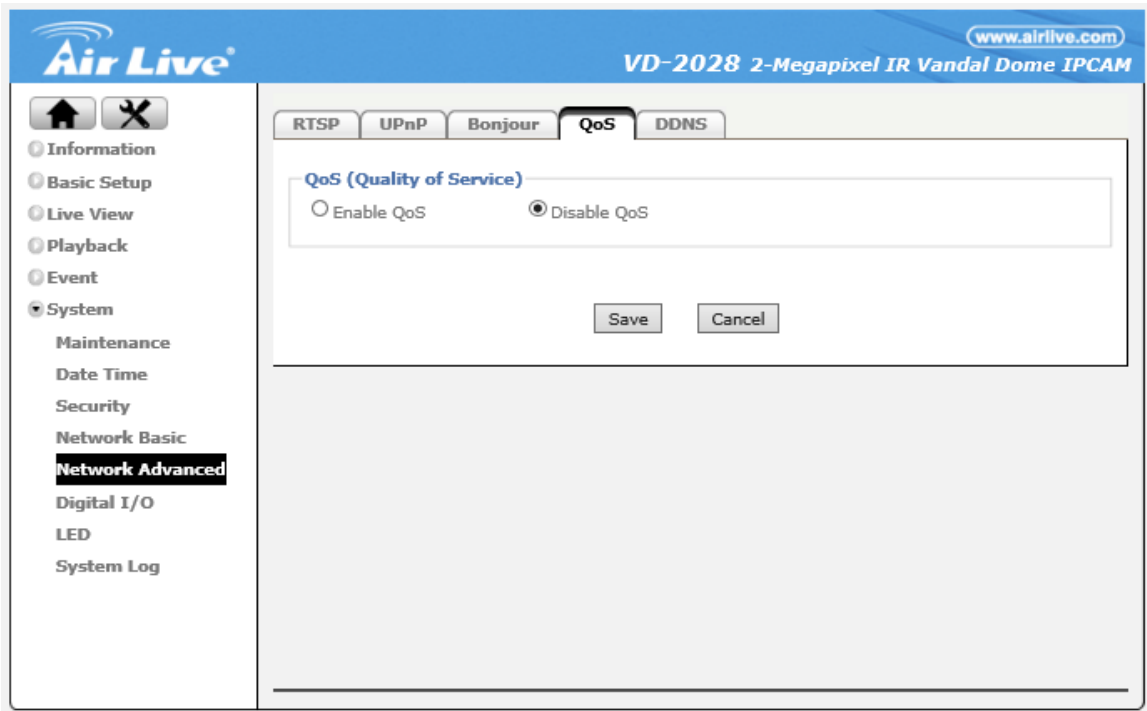 Air Live®
www.airlive.com
VD-2028 2-Megapixel IR Vandal Dome IPCAM
Information
Basic Setup
Live View
Playback
Event
System
Maintenance
Date Time
Security
Network Basic
Network Advanced
Digital I/O
LED
System Log
RTSP UPnP Bonjour QoS DDNS
QoS (Quality of Service)
Enable QoS Disable QoS
Save Cancel